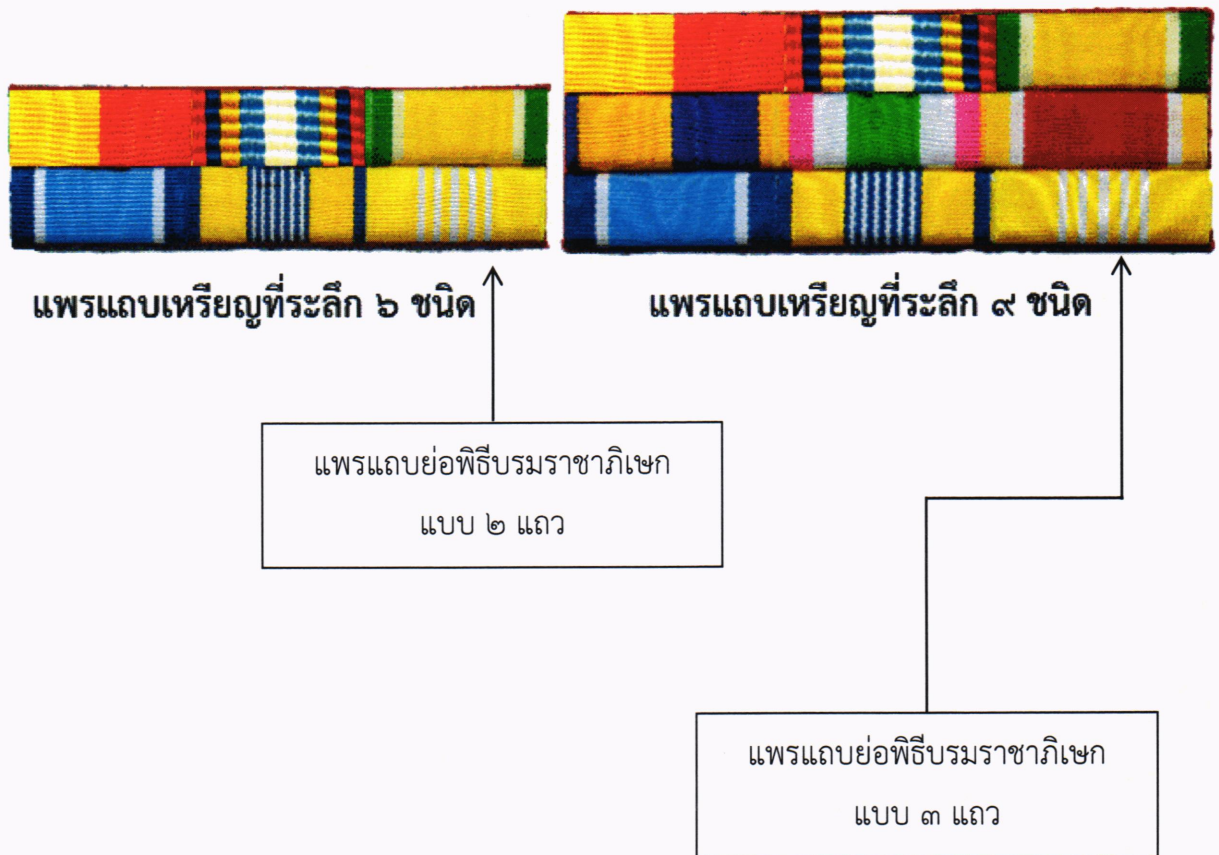 แพรแถบเหรียญที่ระลึก ๖ ชนิด
แพรแถบเหรียญที่ระลึก ๙ ชนิด
แพรแถบย่อพิธีบรมราชาภิเษก
แบบ ๒ แถว
แพรแถบย่อพิธีบรมราชาภิเษก
แบบ ๓ แถว